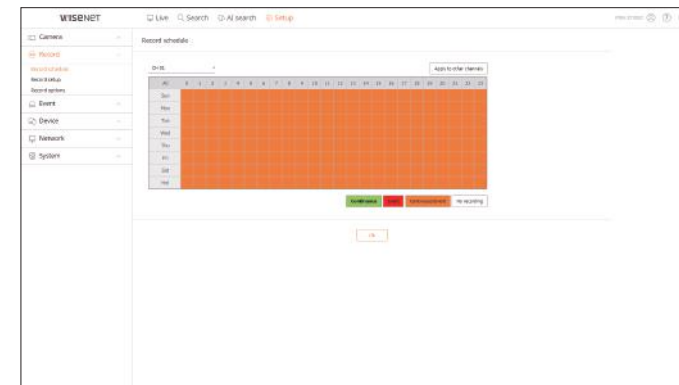 WISENET
Live Search AI search Setup
Camera
Record
Record schedule
Record setup
Record options
Event
Device
Network
System
Record schedule
Apply to other channels
All 0 1 2 3 4 5 6 7 8 9 10 11 12 13 14 15 16 17 18 19 20 21 22 23
Sun
Mon
Tue
Wed
Thu
Fri
Sat
Hol
Continuous Event No recording
OK